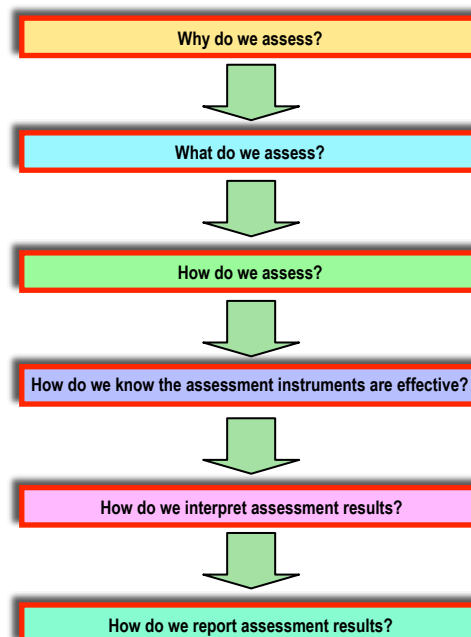 Why do we assess?
What do we assess?
How do we assess?
How do we know the assessment instruments are effective?
How do we interpret assessment results?
How do we report assessment results?